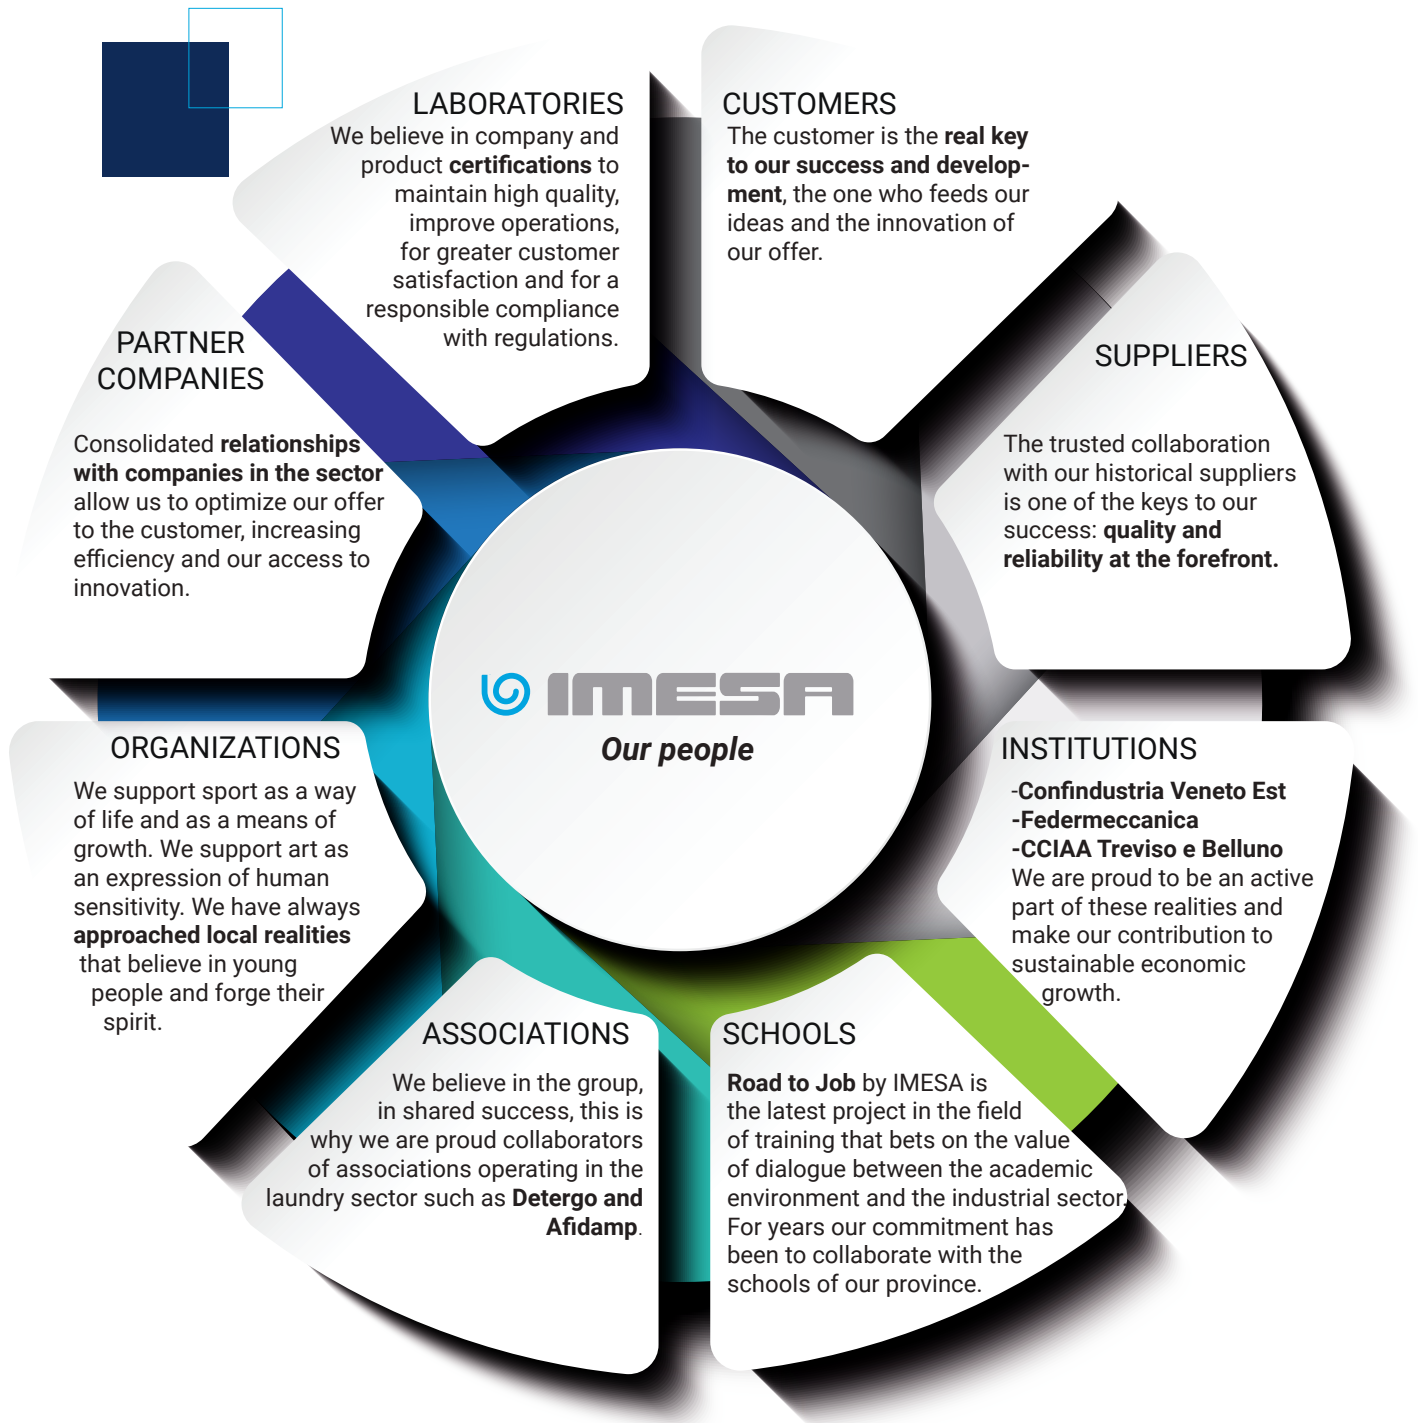 LABORATORIES
We believe in company and
product certifications to
maintain high quality,
improve operations,
for greater customer
satisfaction and for a
responsible compliance
with regulations.
CUSTOMERS
The customer is the real key
to our success and develop-
ment, the one who feeds our
ideas and the innovation of
our offer.
PARTNER
COMPANIES
Consolidated relationships
with companies in the sector
allow us to optimize our offer
to the customer, increasing
efficiency and our access to
innovation.
SUPPLIERS
The trusted collaboration
with our historical suppliers
is one of the keys to our
success: quality and
reliability at the forefront.
IMESA
Our people
ORGANIZATIONS
We support sport as a way
of life and as a means of
growth. We support art as
an expression of human
sensitivity. We have always
approached local realities
that believe in young
people and forge their
spirit.
INSTITUTIONS
-Confindustria Veneto Est
-Federmeccanica
-CCIAA Treviso e Belluno
We are proud to be an active
part of these realities and
make our contribution to
sustainable economic
growth.
ASSOCIATIONS
We believe in the group,
in shared success, this is
why we are proud collaborators
of associations operating in the
laundry sector such as Detergo and
Afidamp.
SCHOOLS
Road to Job by IMESA is
the latest project in the field
of training that bets on the value
of dialogue between the academic
environment and the industrial sector.
For years our commitment has
been to collaborate with the
schools of our province.